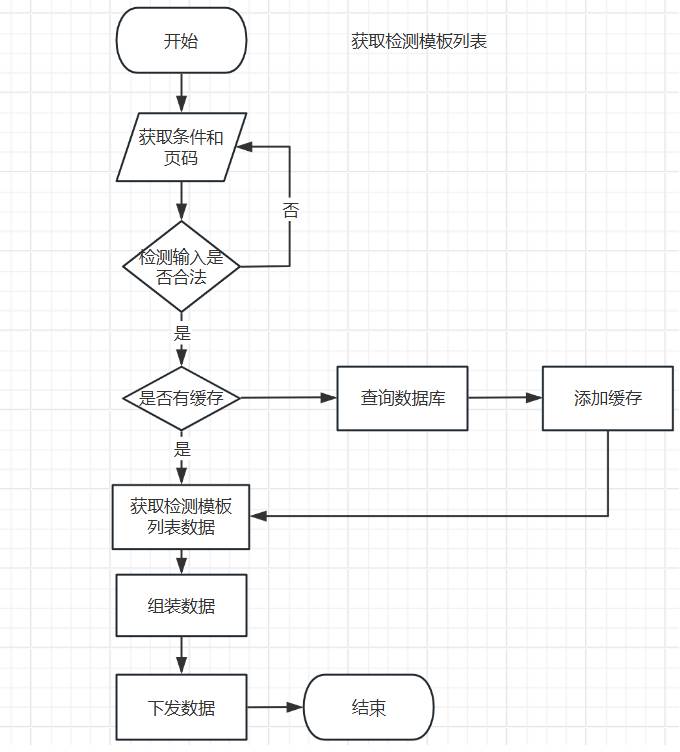 开始
获取检测模板列表
获取条件和
页码
否
检测输入是
否合法
是
是否有缓存
查询数据库
添加缓存
是
获取检测模板
列表数据
组装数据
下发数据
结束